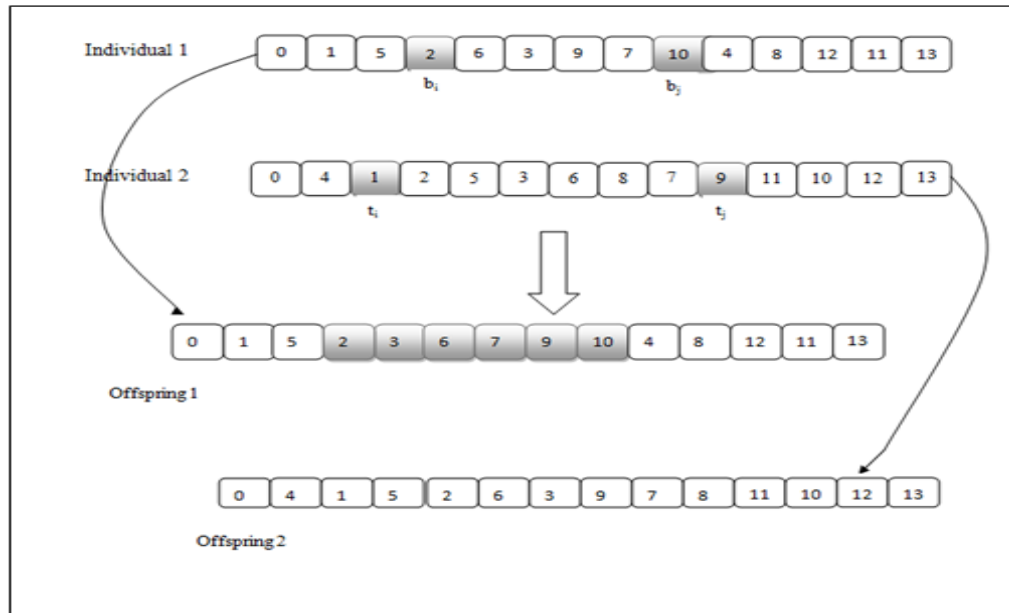 Individual 1 0 1 5 2 6 3 9 7 10 4 8 12 11 13
bi bj
Individual 2 0 4 1 2 5 3 6 8 7 9 11 10 12 13
ti tj
0 1 5 2 3 6 7 9 10 4 8 12 11 13
Offspring 1
0 4 1 5 2 6 3 9 7 8 11 10 12 13
Offspring 2